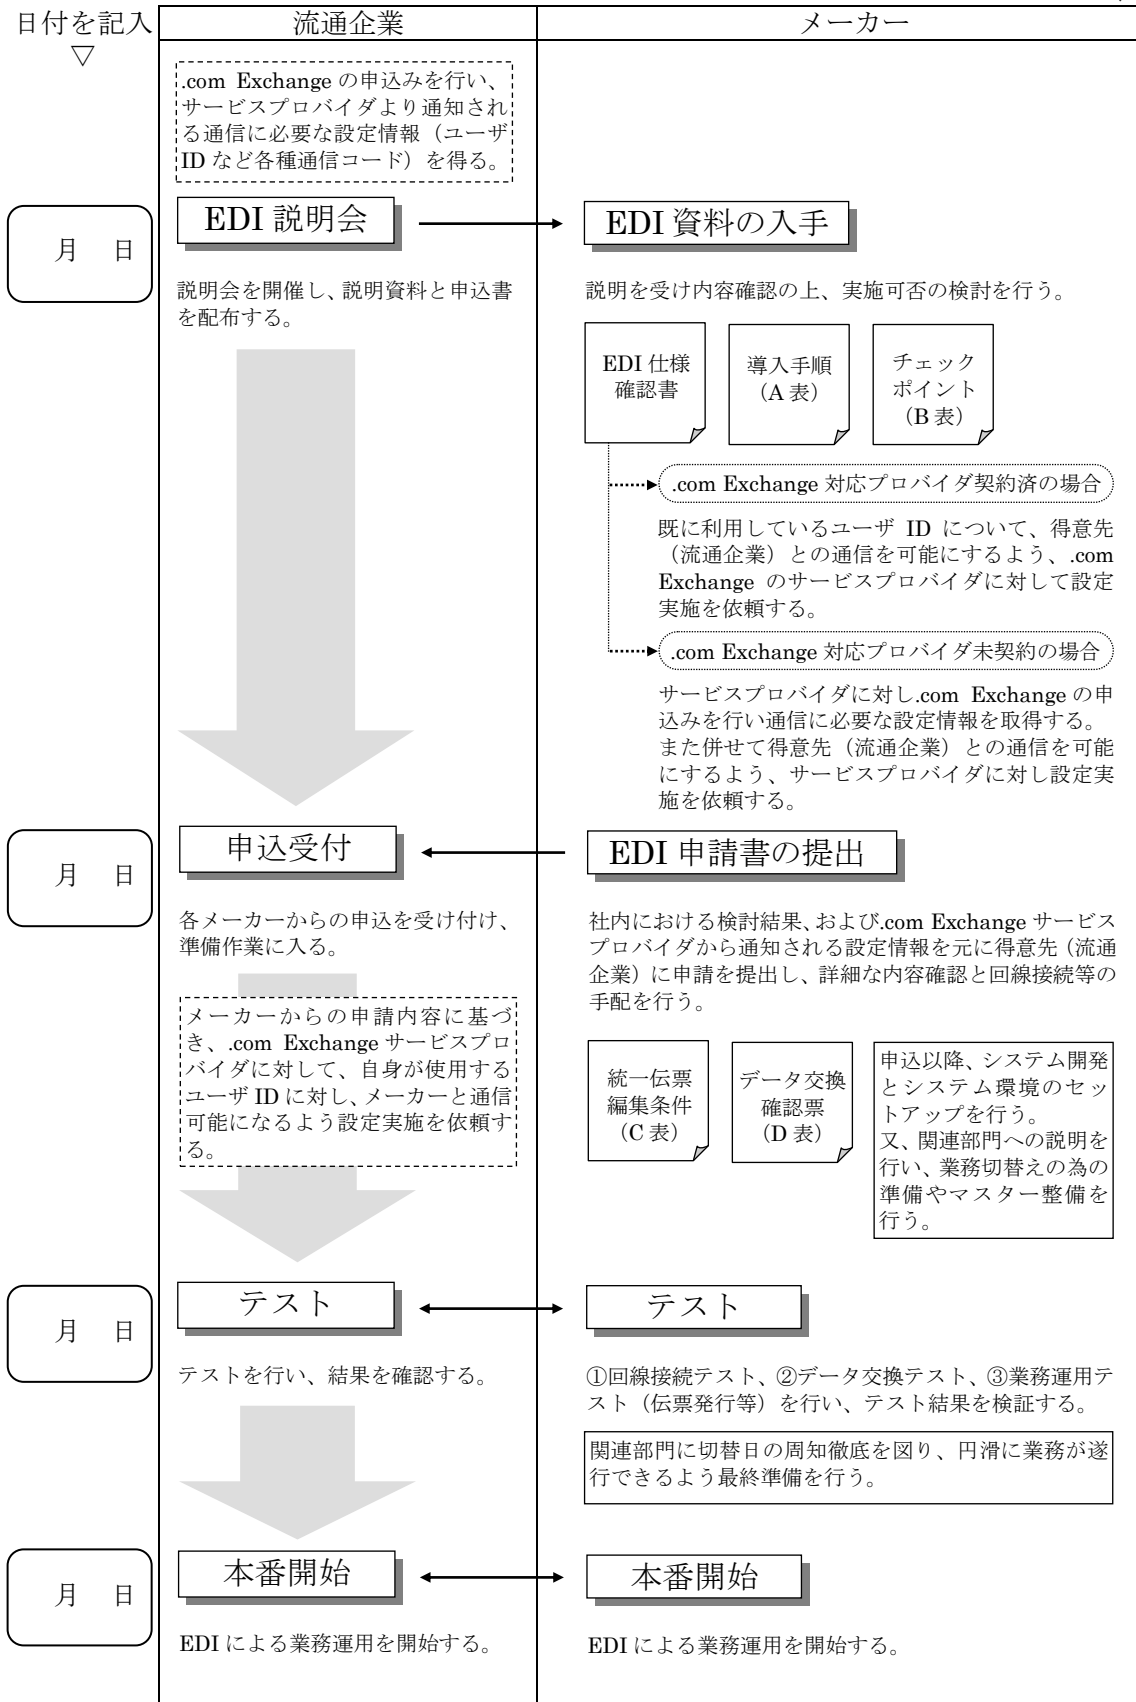 日付を記入
▽
流通企業
メーカー
.com Exchange の申込みを行い、
サービスプロバイダより通知され
る通信に必要な設定情報（ユーザ
ID など各種通信コード）を得る。
月 日
EDI 説明会
EDI 資料の入手
説明会を開催し、説明資料と申込書
を配布する。
説明を受け内容確認の上、実施可否の検討を行う。
EDI 仕様
確認書
導入手順
（A 表）
チェック
ポイント
（B 表）
.com Exchange 対応プロバイダ契約済の場合
既に利用しているユーザ ID について、得意先
（流通企業）との通信を可能にするよう、.com
Exchange のサービスプロバイダに対して設定
実施を依頼する。
.com Exchange 対応プロバイダ未契約の場合
サービスプロバイダに対し.com Exchange の申
込みを行い通信に必要な設定情報を取得する。
また併せて得意先（流通企業）との通信を可能
にするよう、サービスプロバイダに対し設定実
施を依頼する。
月 日
申込受付
EDI 申請書の提出
各メーカーからの申込を受け付け、
準備作業に入る。
社内における検討結果、および.com Exchange サービス
プロバイダから通知される設定情報を元に得意先（流通
企業）に申請を提出し、詳細な内容確認と回線接続等の
手配を行う。
メーカーからの申請内容に基づ
き、.com Exchange サービスプロ
バイダに対して、自身が使用する
ユーザ ID に対し、メーカーと通信
可能になるよう設定実施を依頼す
る。
統一伝票
編集条件
（C 表）
データ交換
確認票
（D 表）
申込以降、システム開発
とシステム環境のセッ
トアップを行う。
又、関連部門への説明を
行い、業務切替えの為の
準備やマスター整備を
行う。
月 日
テスト
テスト
テストを行い、結果を確認する。
①回線接続テスト、②データ交換テスト、③業務運用テ
スト（伝票発行等）を行い、テスト結果を検証する。
関連部門に切替日の周知徹底を図り、円滑に業務が遂
行できるよう最終準備を行う。
月 日
本番開始
本番開始
EDI による業務運用を開始する。
EDI による業務運用を開始する。